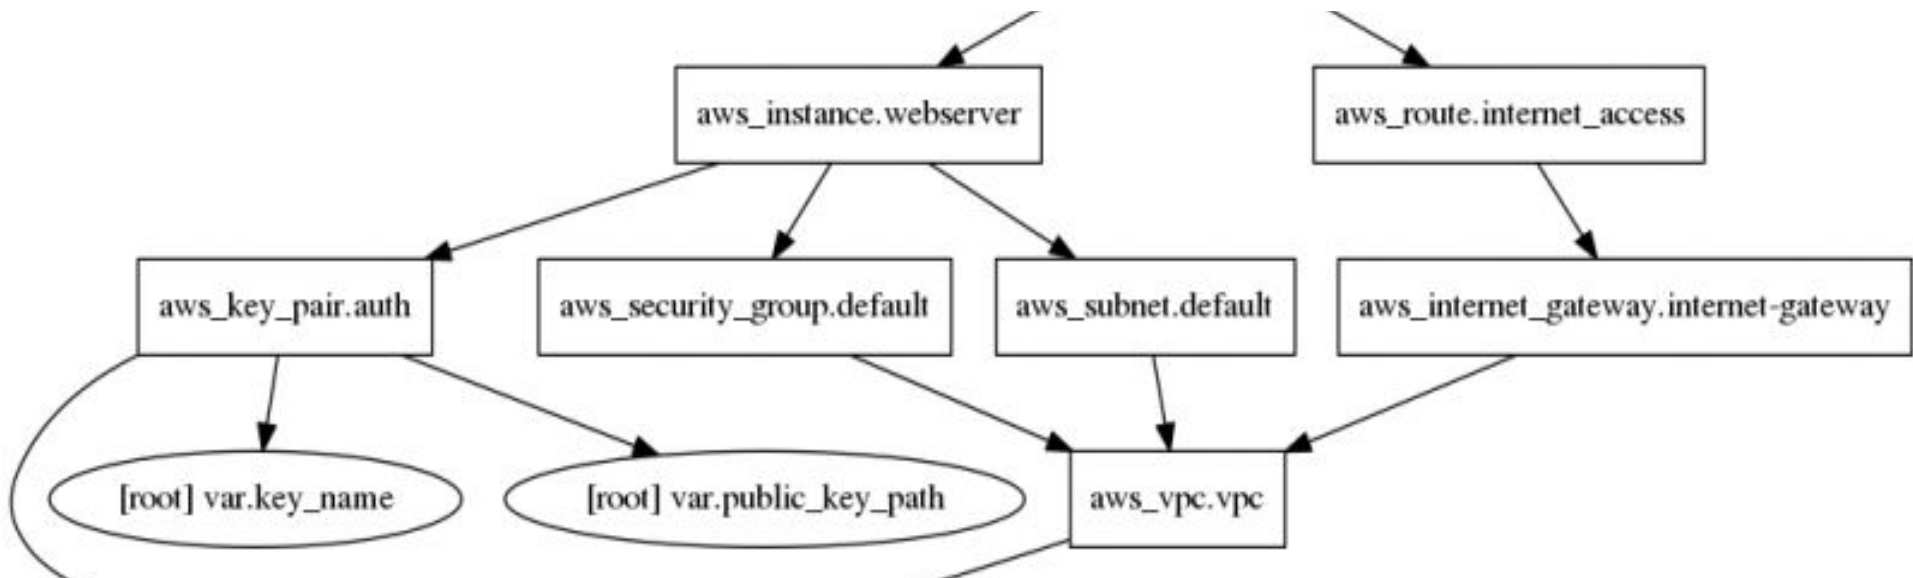 aws_instance.webserver
aws_route.internet_access
aws_key_pair.auth
aws_security_group.default
aws_subnet.default
aws_internet_gateway.internet-gateway
[root] var.key_name
[root] var.public_key_path
aws_vpc.vpc